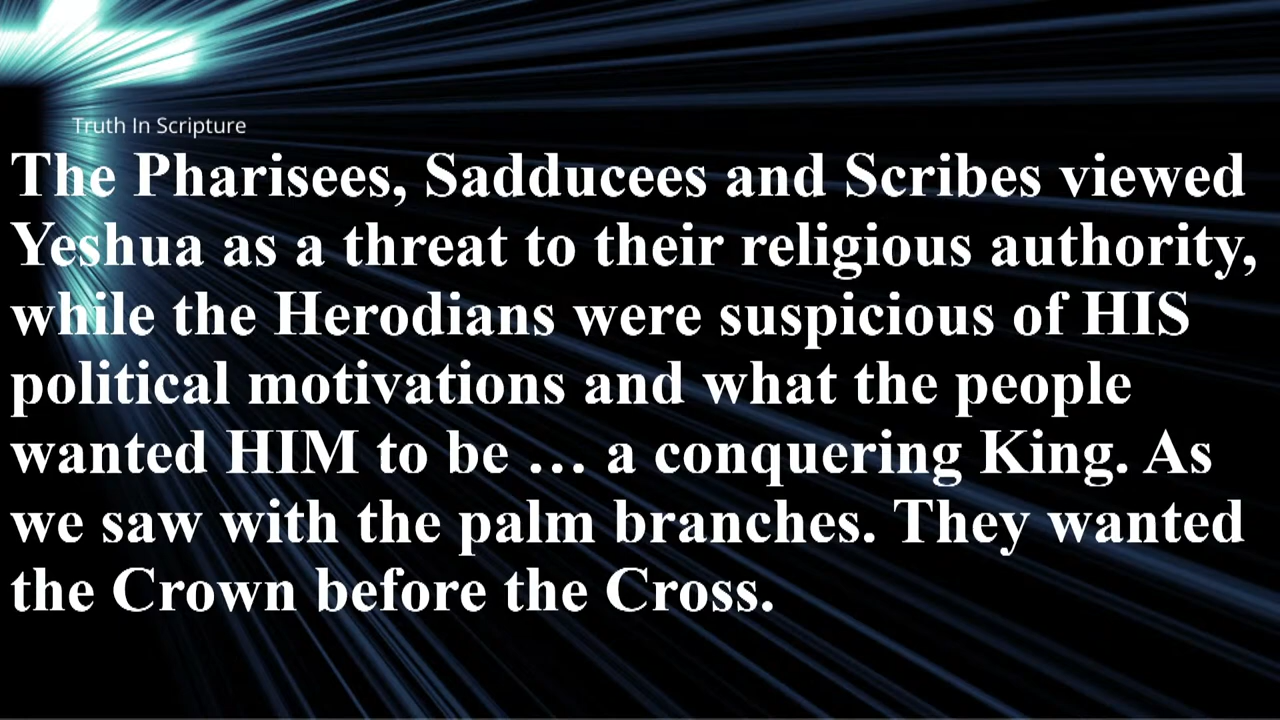 Truth In Scripture
The Pharisees, Sadducees and Scribes viewed
Yeshua as a threat to their religious authority,
while the Herodians were suspicious of HIS
political motivations and what the people
wanted HIM to be … a conquering King. As
we saw with the palm branches. They wanted
the Crown before the Cross.